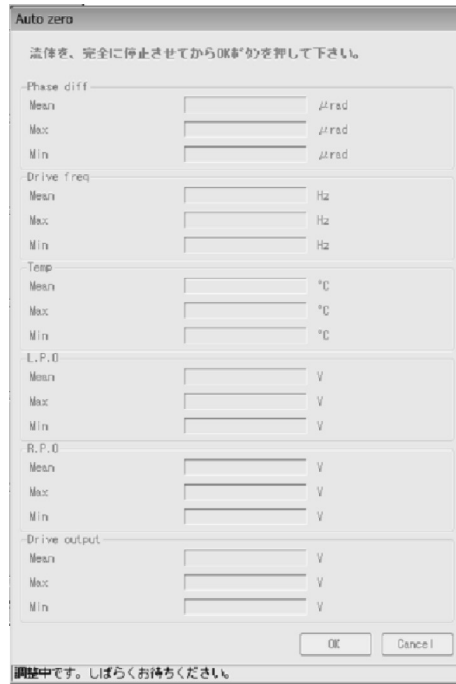 Auto zero
流体を、完全に停止させてからOKﾎﾞﾀﾝを押して下さい。
Phase diff
Mean μrad
Max μrad
Min μrad
Drive freq
Mean Hz
Max Hz
Min Hz
Temp
Mean °C
Max °C
Min °C
L.P.O
Mean V
Max V
Min V
R.P.O
Mean V
Max V
Min V
Drive output
Mean V
Max V
Min V
OK Cancel
調整中です。しばらくお待ちください。